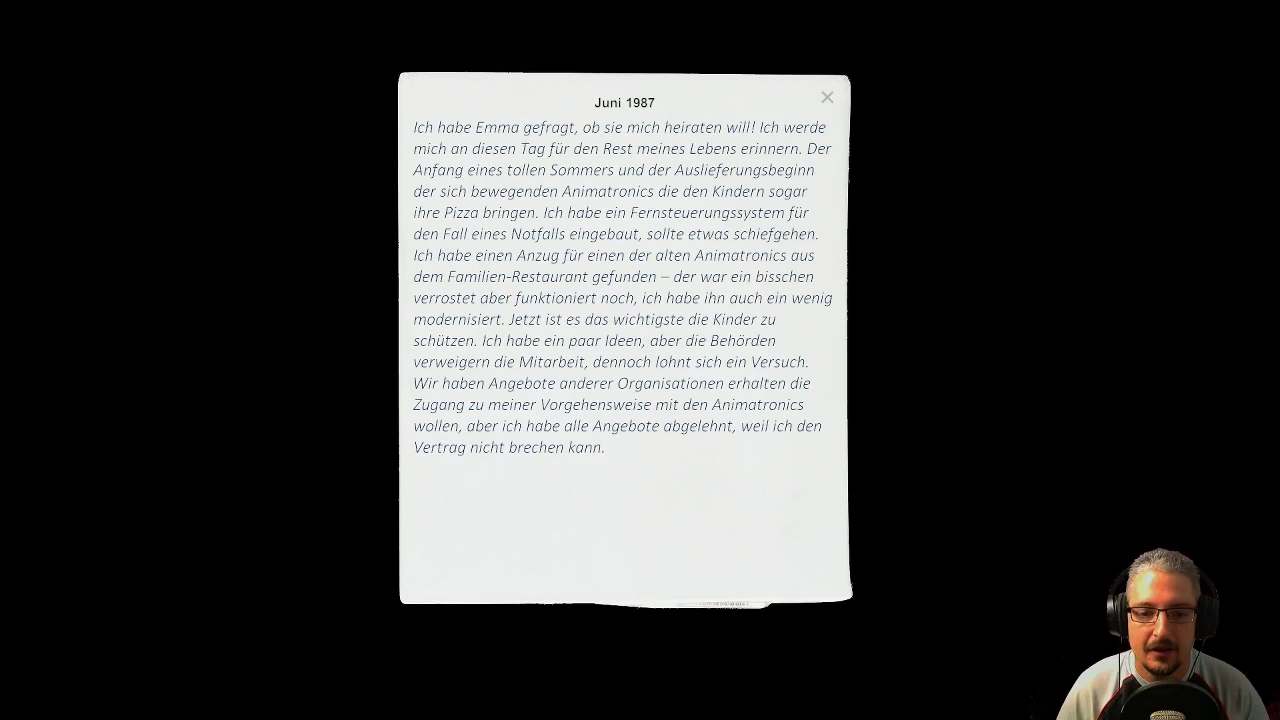 Juni 1987
Ich habe Emma gefragt, ob sie mich heiraten will! Ich werde
mich an diesen Tag für den Rest meines Lebens erinnern. Der
Anfang eines tollen Sommers und der Auslieferungsbeginn
der sich bewegenden Animatronics die den Kindern sogar
ihre Pizza bringen. Ich habe ein Fernsteuerungssystem für
den Fall eines Notfalls eingebaut, sollte etwas schiefgehen.
Ich habe einen Anzug für einen der alten Animatronics aus
dem Familien-Restaurant gefunden – der war ein bisschen
verrostet aber funktioniert noch, ich habe ihn auch ein wenig
modernisiert. Jetzt ist es das wichtigste die Kinder zu
schützen. Ich habe ein paar Ideen, aber die Behörden
verweigern die Mitarbeit, dennoch lohnt sich ein Versuch.
Wir haben Angebote anderer Organisationen erhalten die
Zugang zu meiner Vorgehensweise mit den Animatronics
wollen, aber ich habe alle Angebote abgelehnt, weil ich den
Vertrag nicht brechen kann.